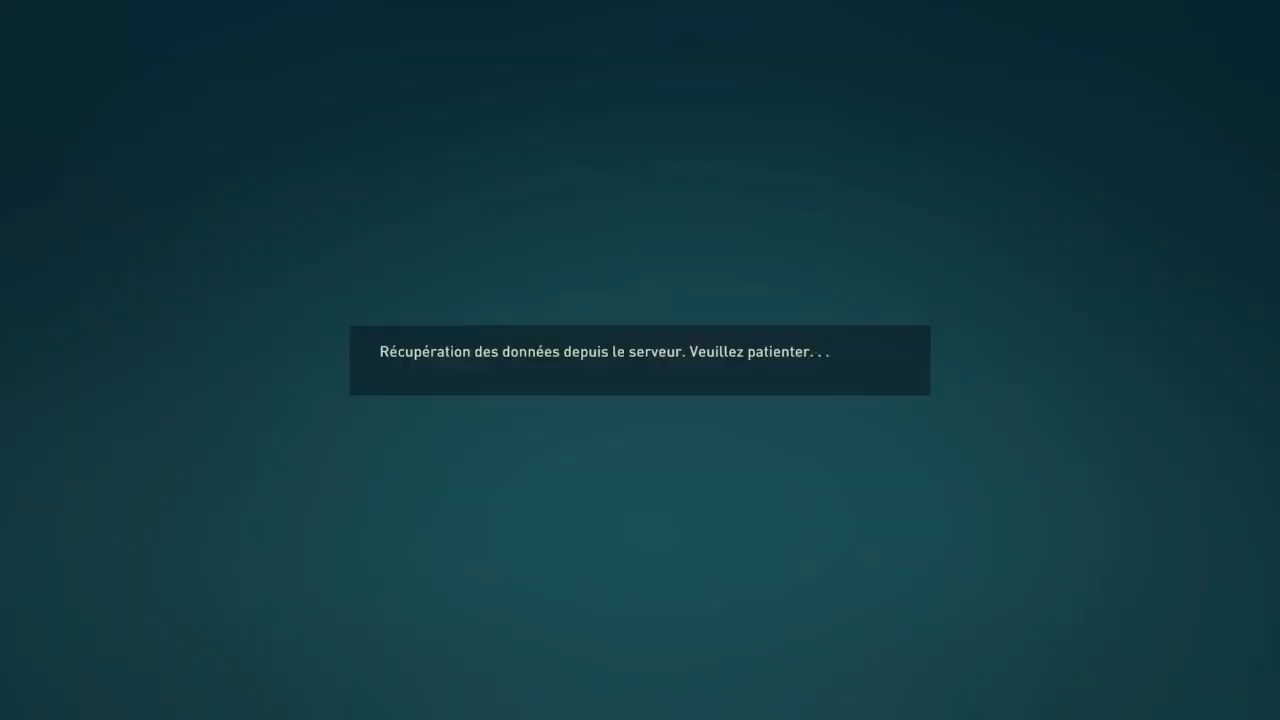 Récupération des données depuis le serveur. Veuillez patienter. . .